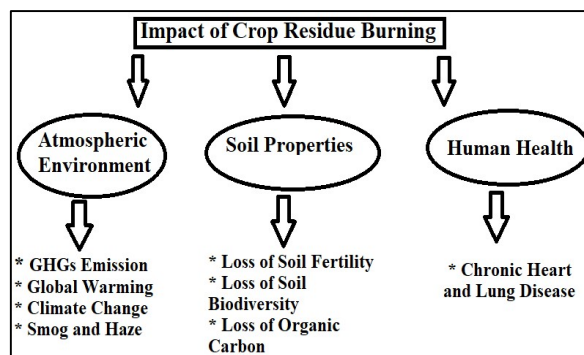 Impact of Crop Residue Burning
Atmospheric
Environment
Soil Properties
Human Health
* GHGs Emission
* Global Warming
* Climate Change
* Smog and Haze
* Loss of Soil Fertility
* Loss of Soil
Biodiversity
* Loss of Organic
Carbon
* Chronic Heart
and Lung Disease